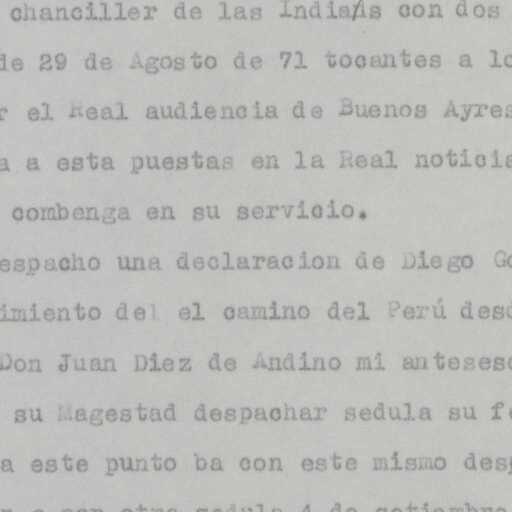 chanciller de las Indias con dos
de 29 de Agosto de 71 tocantes a lo
r el Real audiencia de Buenos Ayres
a a esta puestas en la Real noticia
combenga en su servicio.
espacho una declaracion de Diego Go
imiento del el camino del Perú desd
Don Juan Diez de Andino mi anteseso
su Magestad despachar sedula su fe
a este punto ba con este mismo desp